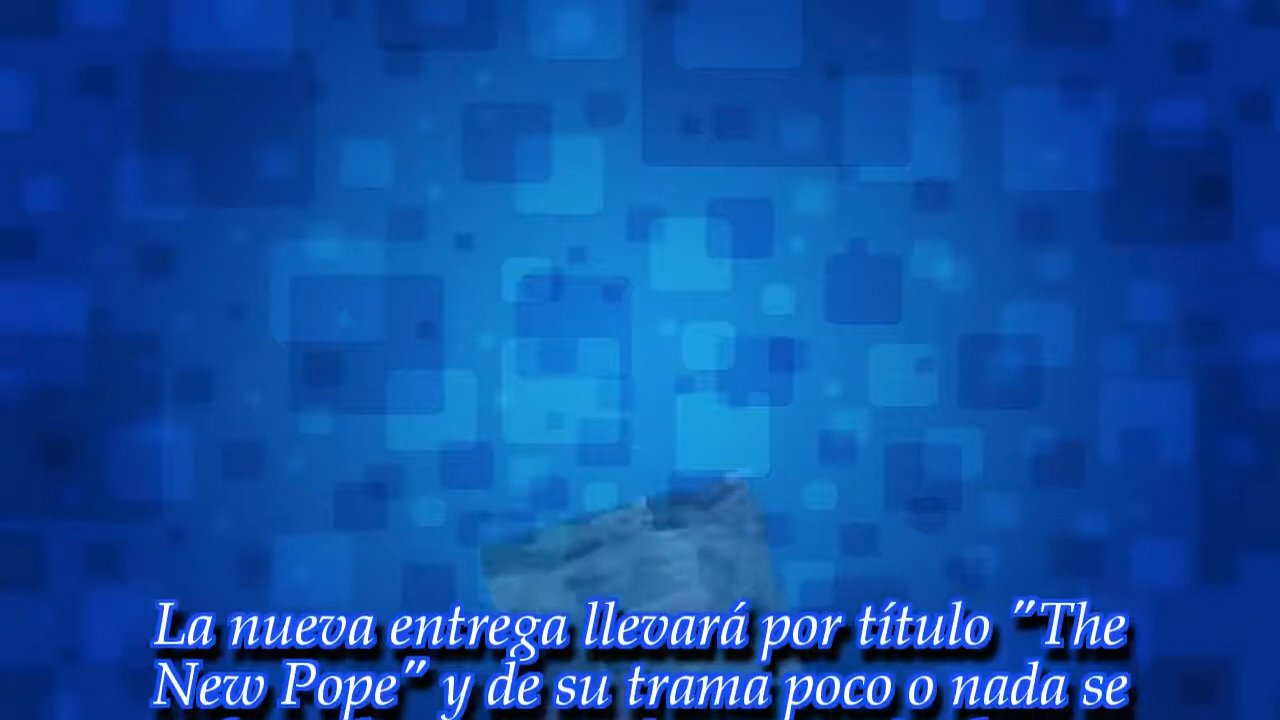 La nueva entrega llevará por título "The
New Pope" y de su trama poco o nada se